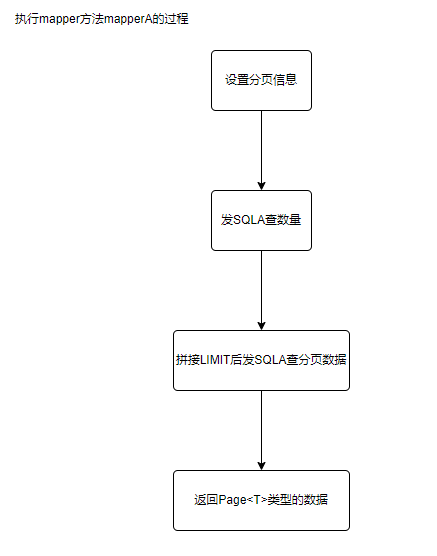 执行mapper方法mapperA的过程
设置分页信息
发SQLA查数量
拼接LIMIT后发SQLA查分页数据
返回Page<T>类型的数据